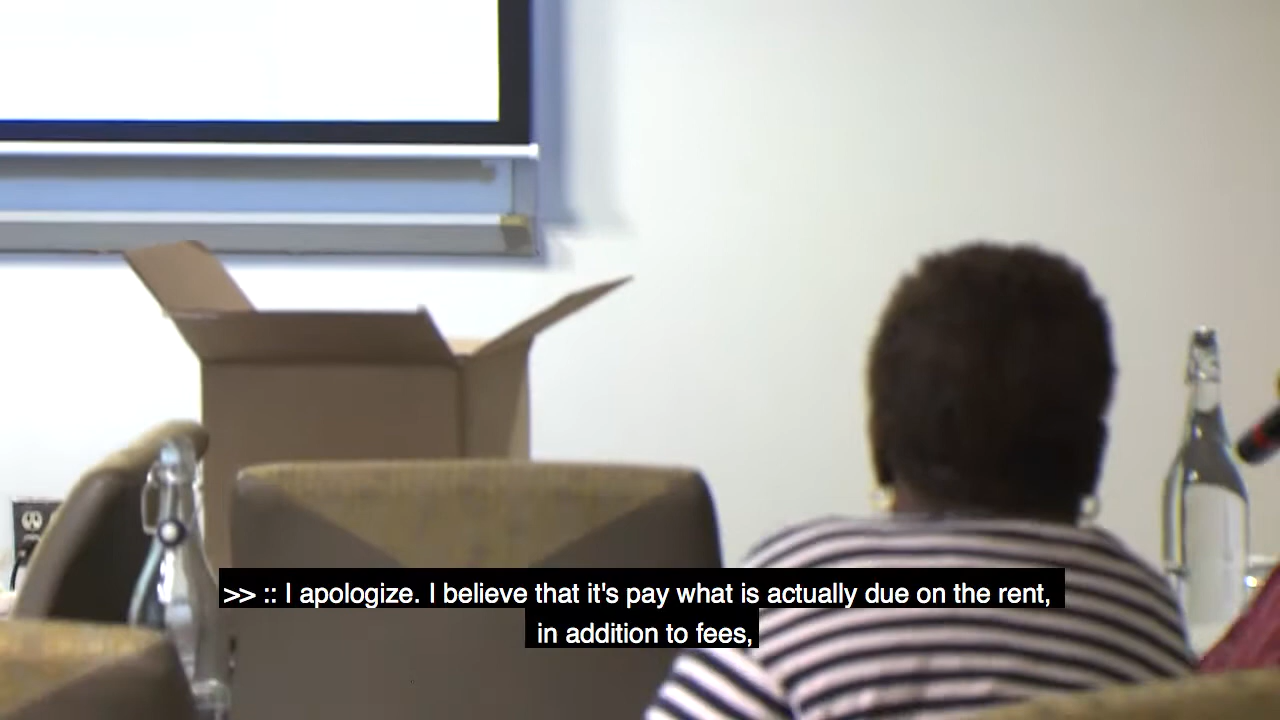 >> :: I apologize. I believe that it's pay what is actually due on the rent,
in addition to fees,